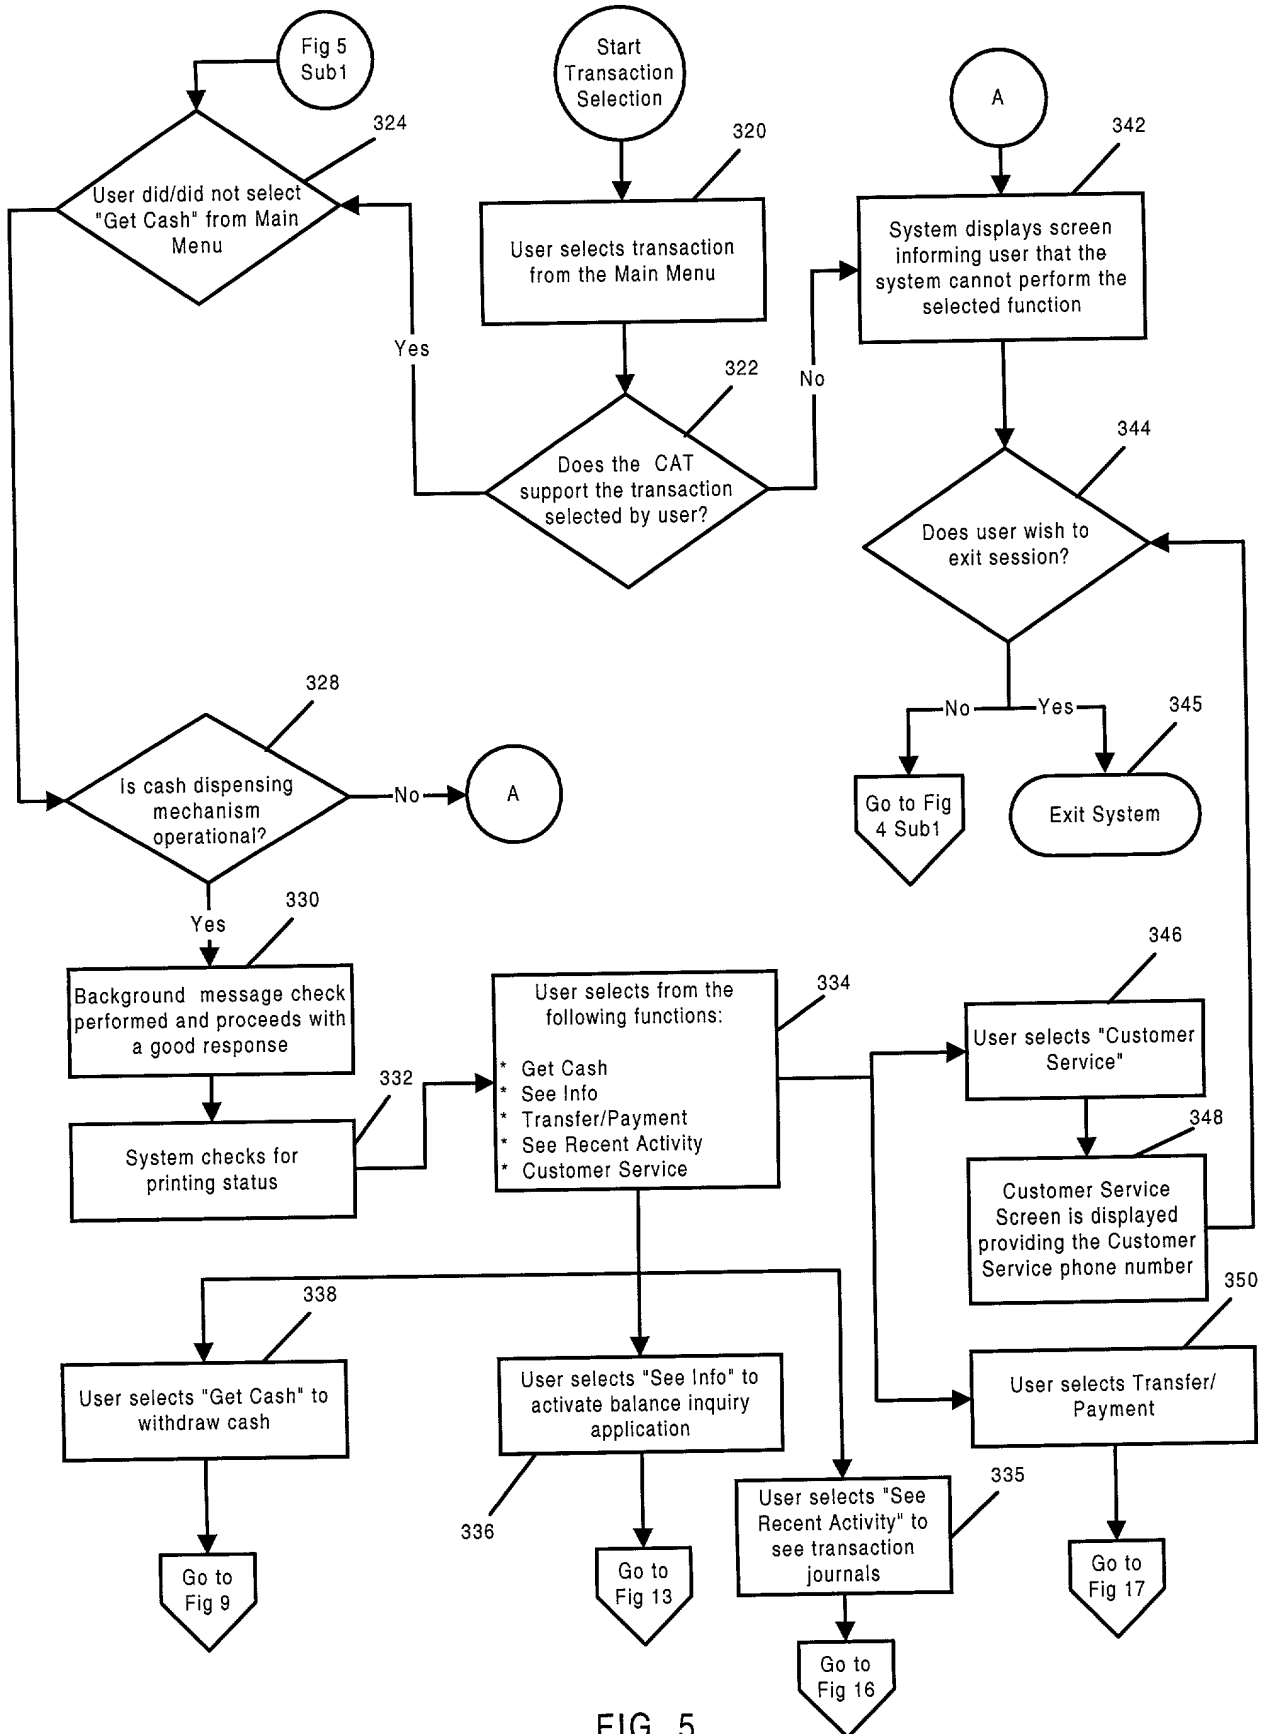 Fig 5
Sub1
Start
Transaction
Selection
A
324
320
342
User did/did not select
"Get Cash" from Main
Menu
User selects transaction
from the Main Menu
System displays screen
informing user that the
system cannot perform the
selected function
Yes
No
322
Does the CAT
support the transaction
selected by user?
344
Does user wish to
exit session?
No
Yes
345
Go to Fig
4 Sub1
Exit System
328
Is cash dispensing
mechanism
operational?
No
A
Yes
330
Background message check
performed and proceeds with
a good response
332
System checks for
printing status
334
User selects from the
following functions:
* Get Cash
* See Info
* Transfer/Payment
* See Recent Activity
* Customer Service
346
User selects "Customer
Service"
348
Customer Service
Screen is displayed
providing the Customer
Service phone number
350
User selects Transfer/
Payment
338
User selects "Get Cash" to
withdraw cash
User selects "See Info" to
activate balance inquiry
application
336
335
User selects "See
Recent Activity" to
see transaction
journals
Go to
Fig 9
Go to
Fig 13
Go to
Fig 17
Go to
Fig 16
FIG. 5